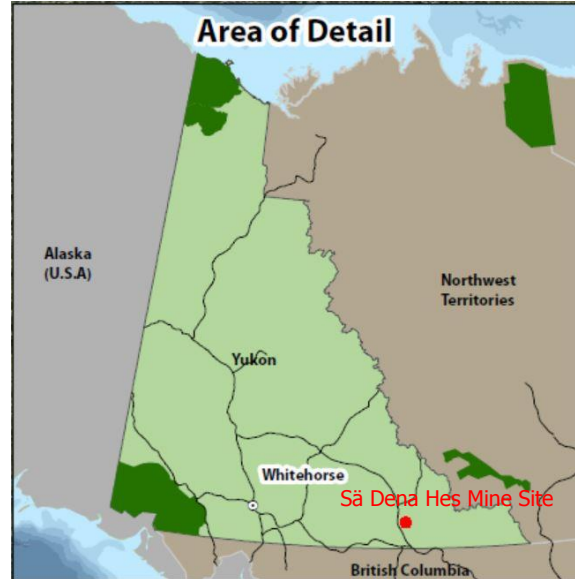 Area of Detail
Alaska
(U.S.A)
Northwest
Territories
Yukon
Whitehorse
Sä Dena Hes Mine Site
British Columbia